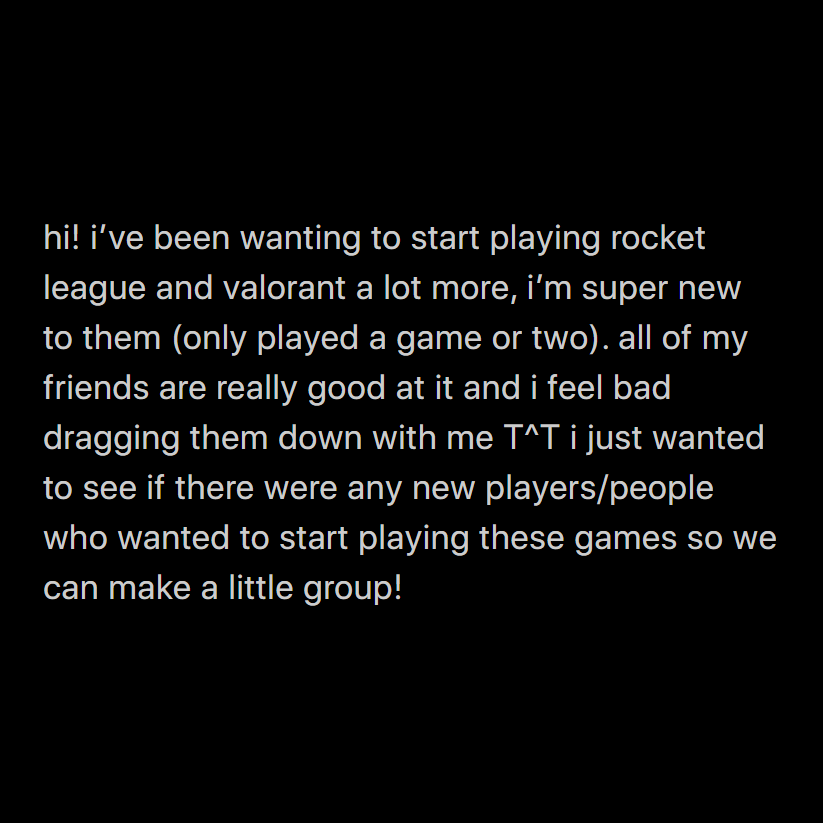 hi! i’ve been wanting to start playing rocket
league and valorant a lot more, i’m super new
to them (only played a game or two). all of my
friends are really good at it and i feel bad
dragging them down with me T^T i just wanted
to see if there were any new players/people
who wanted to start playing these games so we
can make a little group!